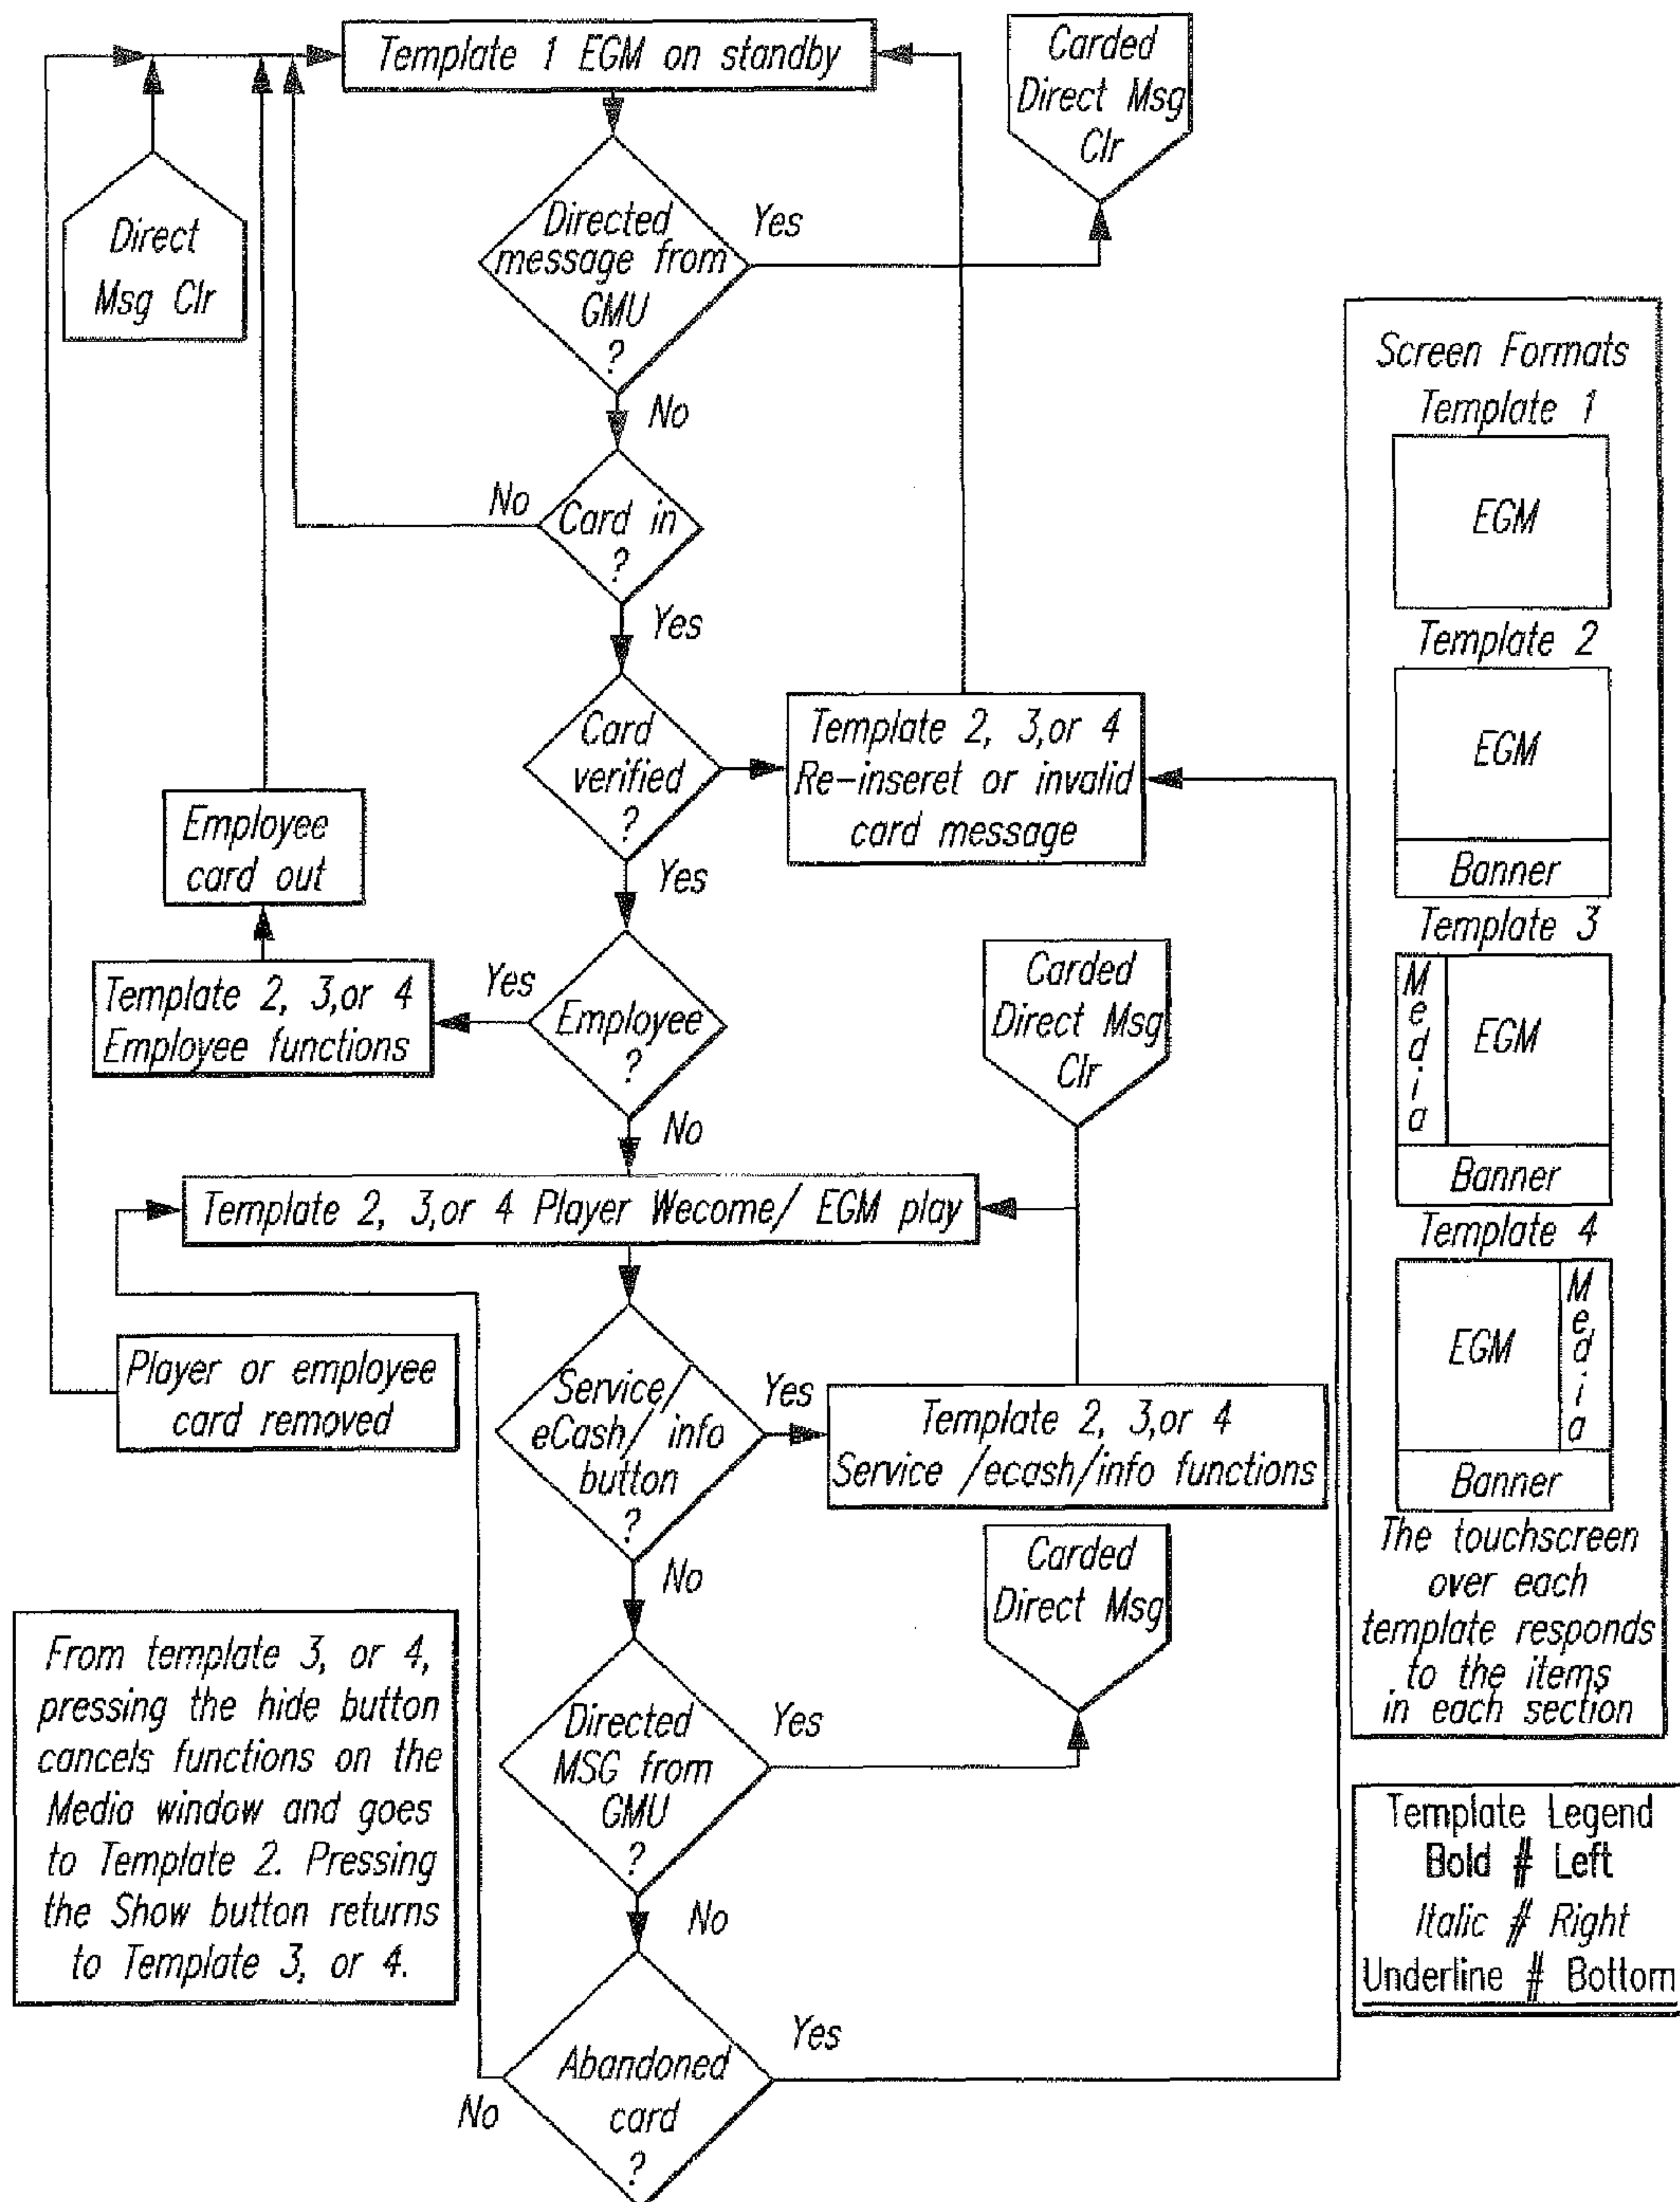 Template 1 EGM on standby
Carded
Direct Msg
Clr
Direct
Msg Clr
Directed
message from
GMU
?
Yes
No
Card in
?
No
Yes
Card
verified
?
Template 2, 3,or 4
Re-inseret or invalid
card message
Yes
Employee
card out
Template 2, 3,or 4
Employee functions
Yes
Employee
?
No
Carded
Direct Msg
Clr
Template 2, 3,or 4 Player Wecome/ EGM play
Player or employee
card removed
Service
eCash/ info
button
?
Yes
Template 2, 3,or 4
Service /ecash/info functions
No
Carded
Direct Msg
Directed
MSG from
GMU
?
Yes
No
Abandoned
card
?
Yes
No
From template 3, or 4,
pressing the hide button
cancels functions on the
Media window and goes
to Template 2. Pressing
the Show button returns
to Template 3, or 4.
Screen Formats
Template 1
EGM
Template 2
EGM
Banner
Template 3
Media
EGM
Banner
Template 4
EGM
Media
Banner
The touchscreen
over each
template responds
to the items
in each section
Template Legend
Bold # Left
Italic # Right
Underline # Bottom